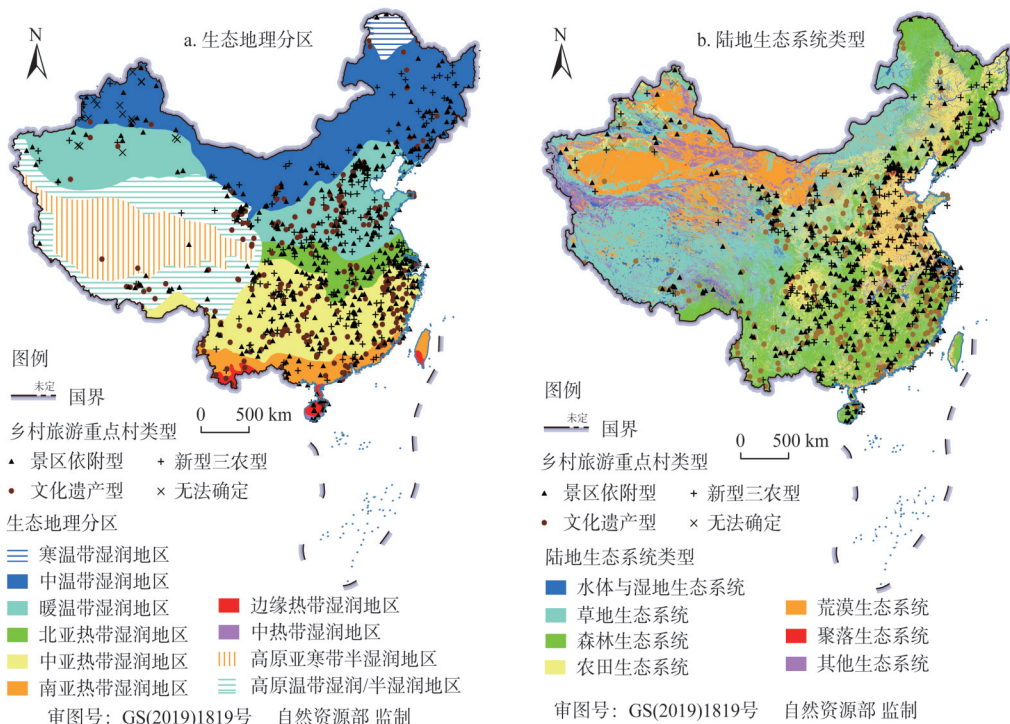 N
a. 生态地理分区
图例
未定
国界
0 500 km
乡村旅游重点村类型
景区依附型
新型三农型
文化遗产型
无法确定
生态地理分区
寒温带湿润地区
中温带湿润地区
暖温带湿润地区
北亚热带湿润地区
中亚热带湿润地区
南亚热带湿润地区
边缘热带湿润地区
中热带湿润地区
高原亚寒带半湿润地区
高原温带湿润/半湿润地区
审图号：GS(2019)1819号 自然资源部 监制
N
b. 陆地生态系统类型
图例
未定
国界
0 500 km
乡村旅游重点村类型
景区依附型
新型三农型
文化遗产型
无法确定
陆地生态系统类型
水体与湿地生态系统
草地生态系统
森林生态系统
农田生态系统
荒漠生态系统
聚落生态系统
其他生态系统
审图号：GS(2019)1819号 自然资源部 监制